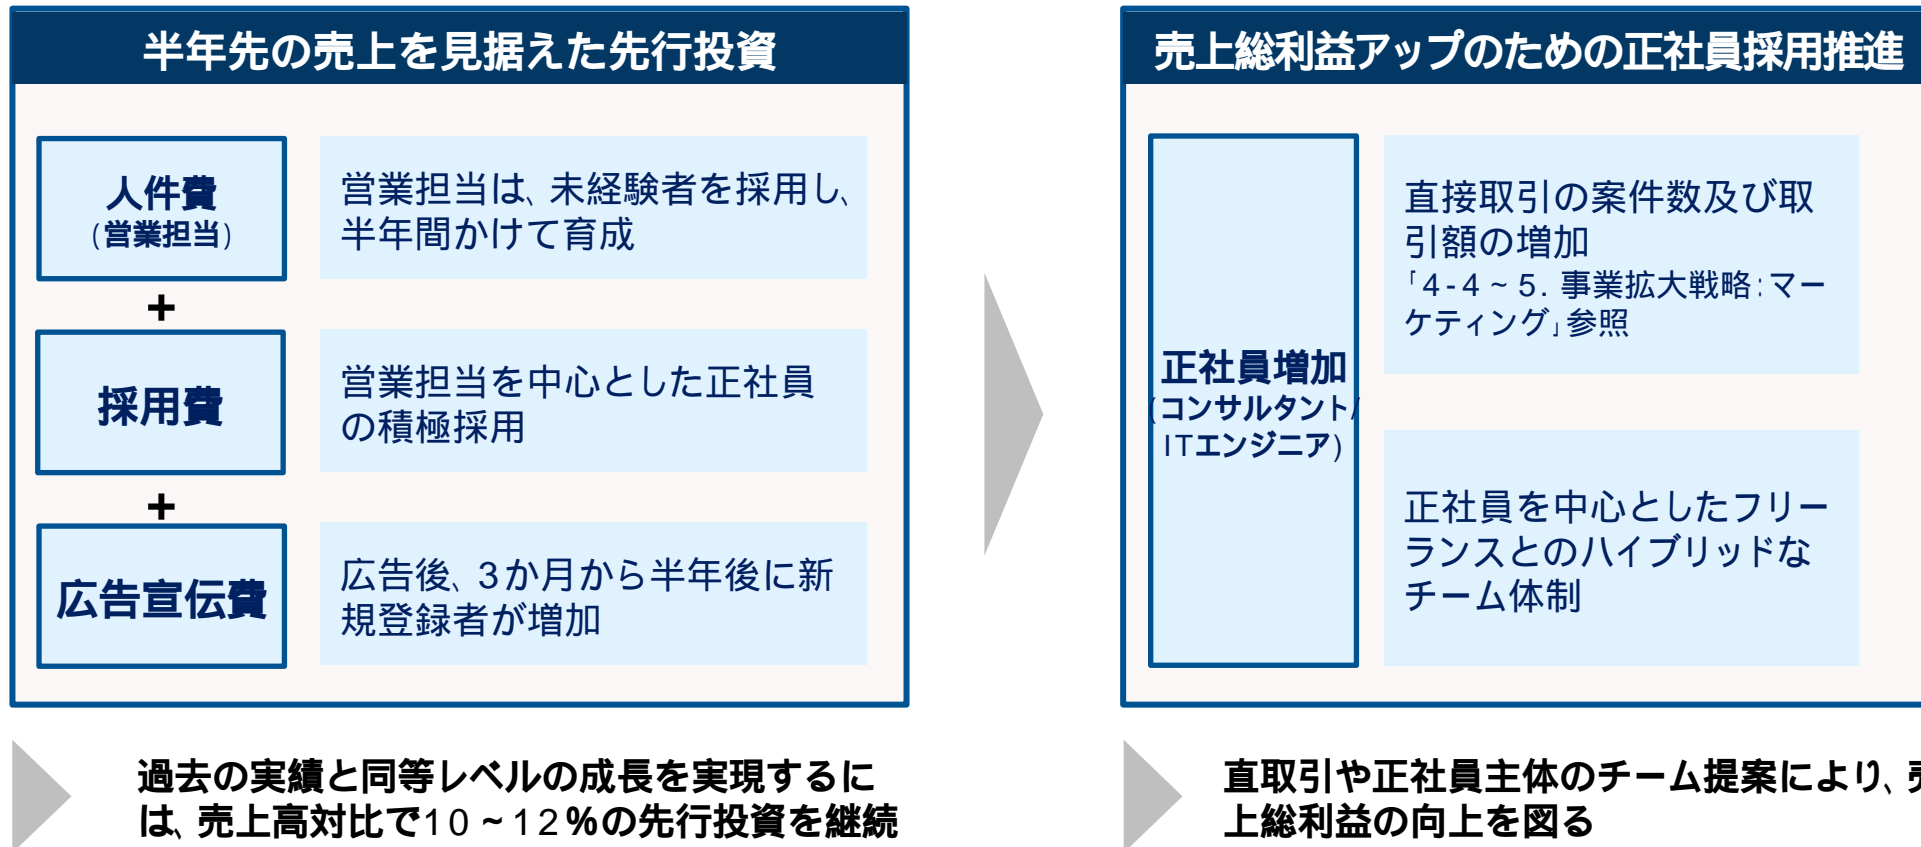 半年先の売上を見据えた先行投資
人件費
(営業担当)
営業担当は、未経験者を採用し、
半年間かけて育成
+
採用費
営業担当を中心とした正社員
の積極採用
+
広告宣伝費
広告後、3か月から半年後に新
規登録者が増加
過去の実績と同等レベルの成長を実現するに
は、売上高対比で10~12%の先行投資を継続
売上総利益アップのための正社員採用推進
正社員増加
(コンサルタント/
ITエンジニア)
直接取引の案件数及び取
引額の増加
「4-4~5.事業拡大戦略:マー
ケティング」参照
正社員を中心としたフリー
ランスとのハイブリッドな
チーム体制
直取引や正社員主体のチーム提案により、売
上総利益の向上を図る